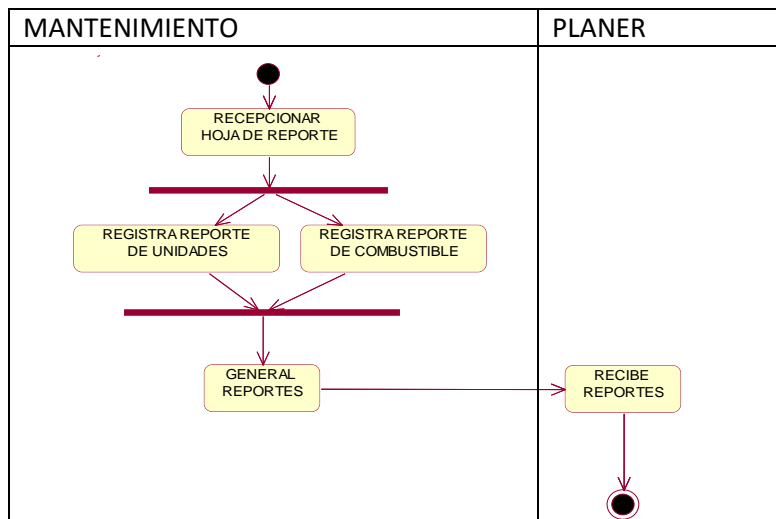 MANTENIMIENTO
PLANER
RECEPCIONAR
HOJA DE REPORTE
REGISTRA REPORTE
DE UNIDADES
REGISTRA REPORTE
DE COMBUSTIBLE
GENERAL
REPORTES
RECIBE
REPORTES